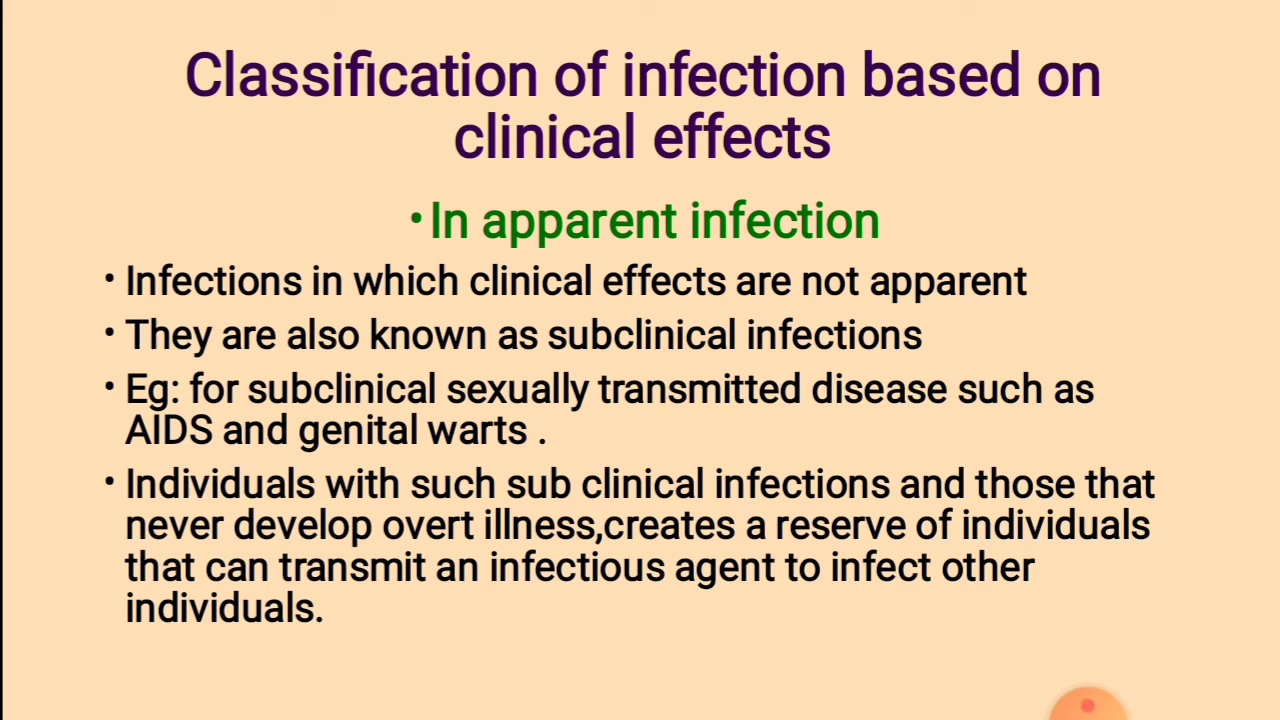 Classification of infection based on
clinical effects
• In apparent infection
• Infections in which clinical effects are not apparent
• They are also known as subclinical infections
• Eg: for subclinical sexually transmitted disease such as
AIDS and genital warts .
• Individuals with such sub clinical infections and those that
never develop overt illness,creates a reserve of individuals
that can transmit an infectious agent to infect other
individuals.